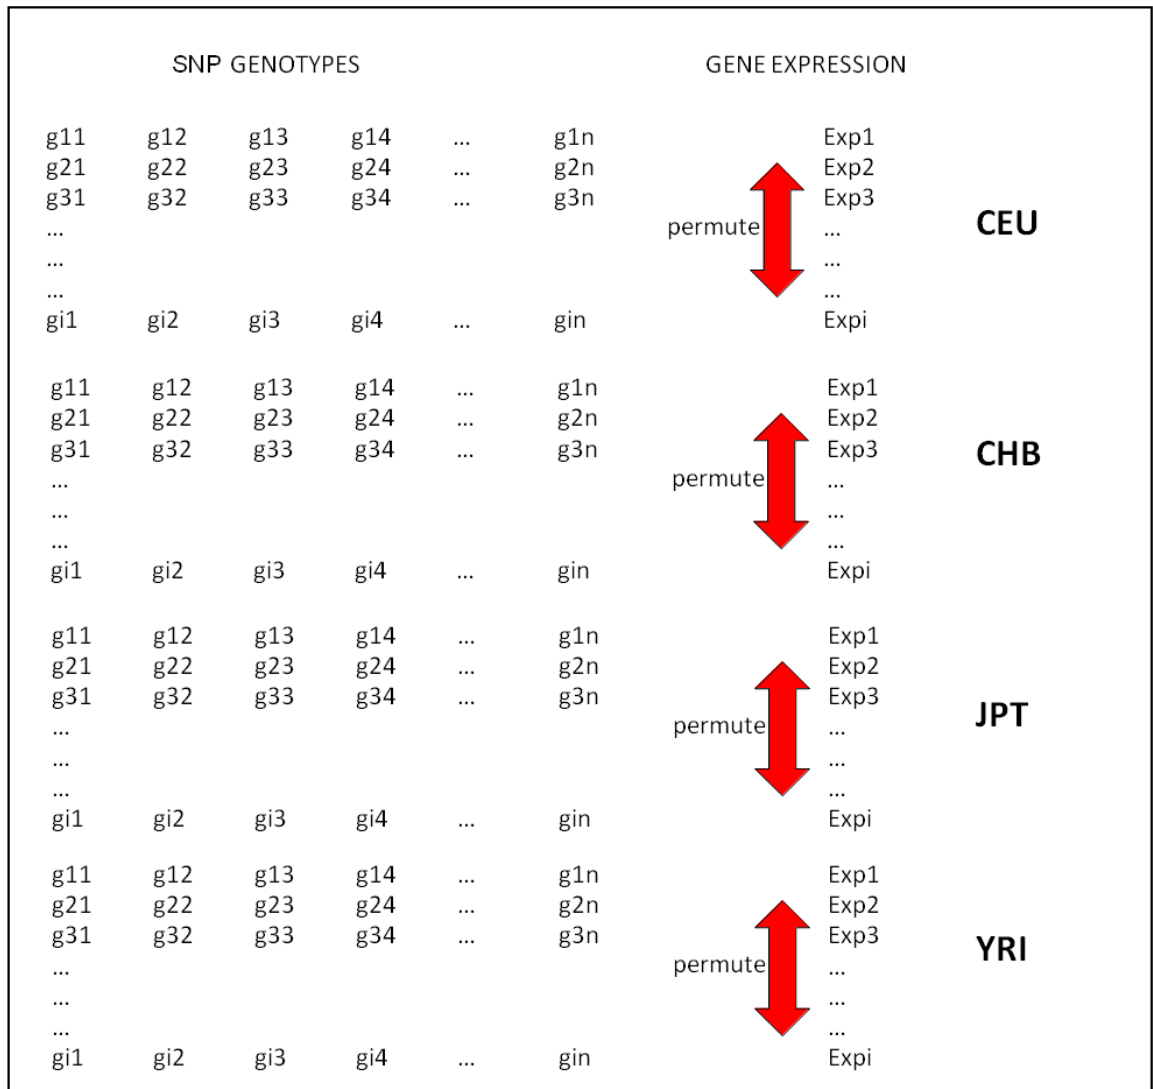 SNP GENOTYPES GENE EXPRESSION
g11 g12 g13 g14 ... g1n Exp1
g21 g22 g23 g24 ... g2n Exp2
g31 g32 g33 g34 ... g3n Exp3
permute CEU
... ...
... ...
... ...
gi1 gi2 gi3 gi4 ... gin Expi
g11 g12 g13 g14 ... g1n Exp1
g21 g22 g23 g24 ... g2n Exp2
g31 g32 g33 g34 ... g3n Exp3
CHB
permute
... ...
... ...
... ...
gi1 gi2 gi3 gi4 ... gin Expi
g11 g12 g13 g14 ... g1n Exp1
g21 g22 g23 g24 ... g2n Exp2
g31 g32 g33 g34 ... g3n Exp3
JPT
permute
... ...
... ...
... ...
gi1 gi2 gi3 gi4 ... gin Expi
g11 g12 g13 g14 ... g1n Exp1
g21 g22 g23 g24 ... g2n Exp2
g31 g32 g33 g34 ... g3n Exp3
YRI
permute
... ...
... ...
... ...
gi1 gi2 gi3 gi4 ... gin Expi